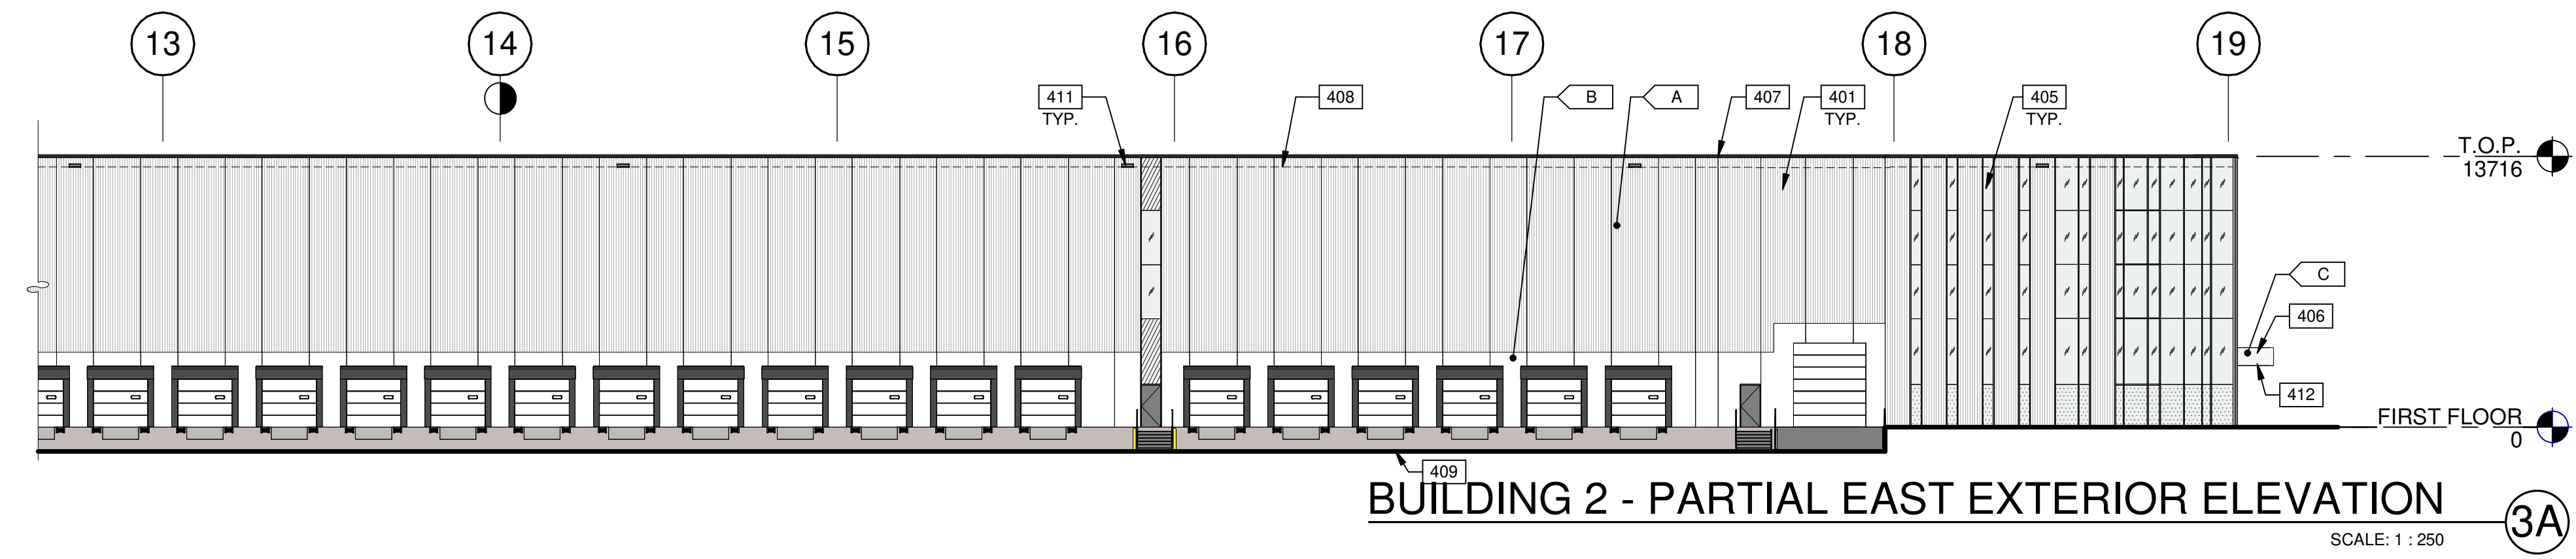 13
14
15
16
17
18
19
411
TYP.
408
B
A
407
401
TYP.
405
TYP.
T.O.P.
13716
C
406
412
FIRST FLOOR
0
409
BUILDING 2 - PARTIAL EAST EXTERIOR ELEVATION
3A
SCALE: 1 : 250